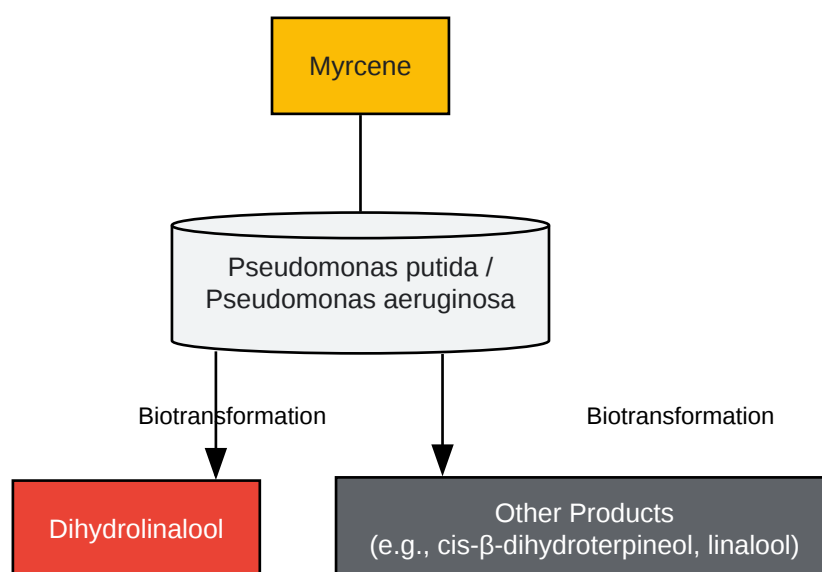 Myrcene
Pseudomonas putida /
Pseudomonas aeruginosa
Biotransformation
Biotransformation
Dihydrolinalool
Other Products
(e.g., cis-β-dihydroterpineol, linalool)